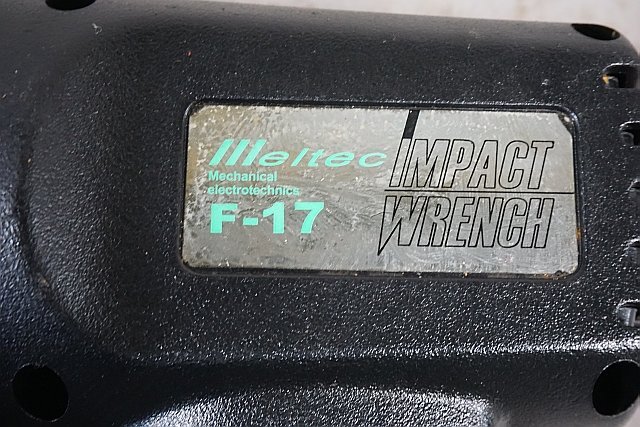 Meltec
Mechanical
electrotechnics
F-17
IMPACT
WRENCH